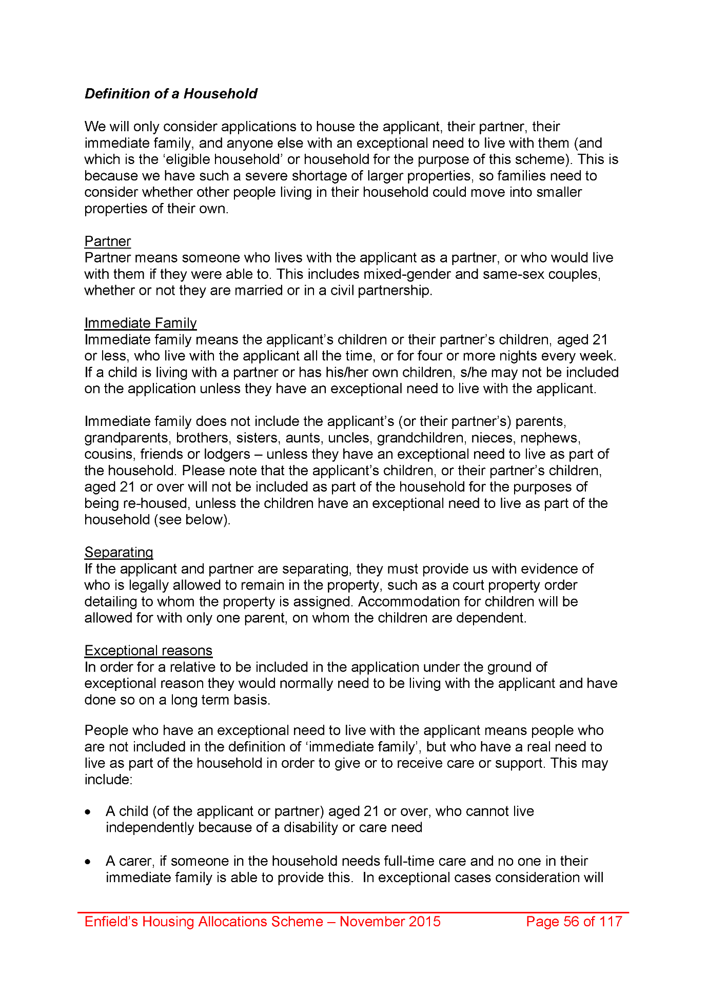 Definition of a Household
We will only consider applications to house the applicant, their partner, their
immediate family, and anyone else with an exceptional need to live with them (and
which is the ‘eligible household’ or household for the purpose of this scheme). This is
because we have such a severe shortage of larger properties, so families need to
consider whether other people living in their household could move into smaller
properties of their own.
Partner
Partner means someone who lives with the applicant as a partner, or who would live
with them if they were able to. This includes mixed-gender and same-sex couples,
whether or not they are married or in a civil partnership.
Immediate Family
Immediate family means the applicant’s children or their partner’s children, aged 21
or less, who live with the applicant all the time, or for four or more nights every week.
If a child is living with a partner or has his/her own children, s/he may not be included
on the application unless they have an exceptional need to live with the applicant.
Immediate family does not include the applicant’s (or their partner’s) parents,
grandparents, brothers, sisters, aunts, uncles, grandchildren, nieces, nephews,
cousins, friends or lodgers – unless they have an exceptional need to live as part of
the household. Please note that the applicant’s children, or their partner’s children,
aged 21 or over will not be included as part of the household for the purposes of
being re-housed, unless the children have an exceptional need to live as part of the
household (see below).
Separating
If the applicant and partner are separating, they must provide us with evidence of
who is legally allowed to remain in the property, such as a court property order
detailing to whom the property is assigned. Accommodation for children will be
allowed for with only one parent, on whom the children are dependent.
Exceptional reasons
In order for a relative to be included in the application under the ground of
exceptional reason they would normally need to be living with the applicant and have
done so on a long term basis.
People who have an exceptional need to live with the applicant means people who
are not included in the definition of ‘immediate family’, but who have a real need to
live as part of the household in order to give or to receive care or support. This may
include:
• A child (of the applicant or partner) aged 21 or over, who cannot live
independently because of a disability or care need
• A carer, if someone in the household needs full-time care and no one in their
immediate family is able to provide this.  In exceptional cases consideration will
Enfield’s Housing Allocations Scheme – November 2015 Page 56 of 117